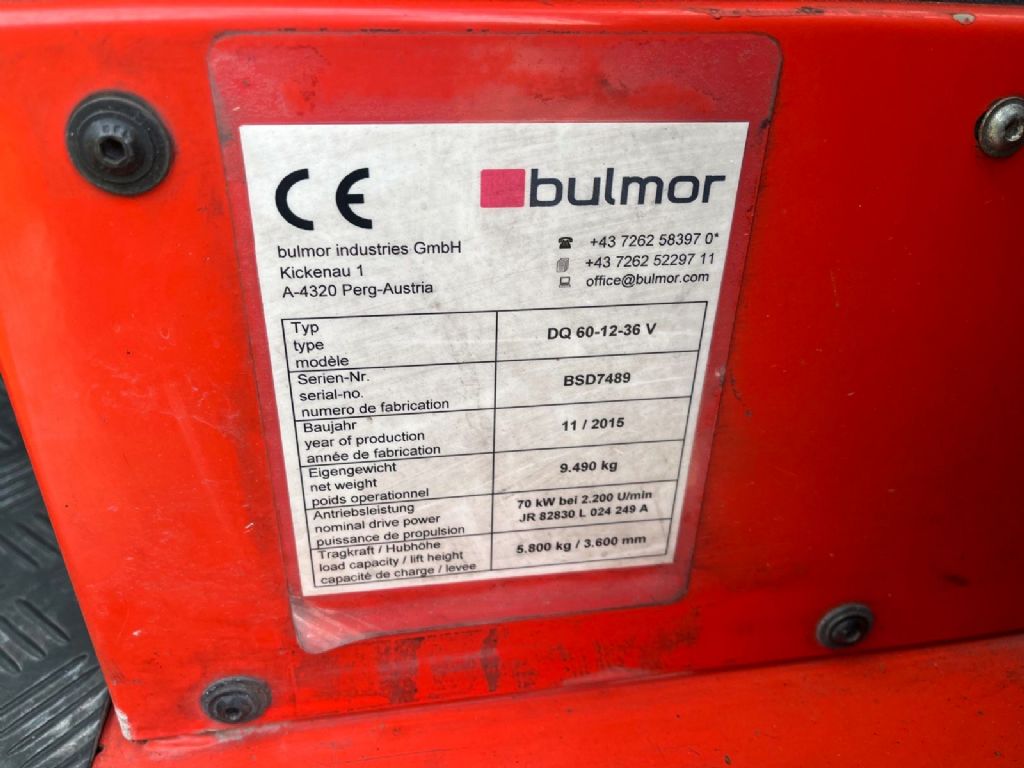 CE
bulmor
bulmor industries GmbH
Kickenau 1
A-4320 Perg-Austria
+43 7262 58397 0*
+43 7262 52297 11
office@bulmor.com
Typ
type
modèle
DQ 60-12-36 V
Serien-Nr.
serial-no.
numero de fabrication
BSD7489
Baujahr
year of production
année de fabrication
11 / 2015
Eigengewicht
net weight
poids operationnel
9.490 kg
Antriebsleistung
nominal drive power
puissance de propulsion
70 kW bei 2.200 U/min
JR 82830 L 024 249 A
Tragkraft / Hubhöhe
load capacity / lift height
capacité de charge / levée
5.800 kg / 3.600 mm